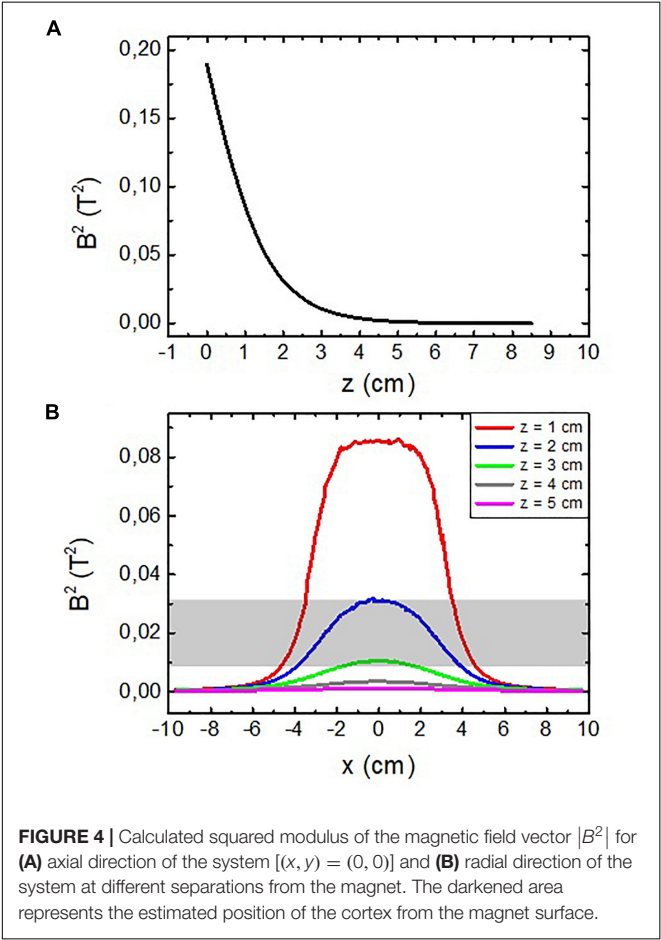 A
0,20
0,15
0,10
0,05
0,00
B² (T²)
-1 0 1 2 3 4 5 6 7 8 9 10
z (cm)
B
z = 1 cm
z = 2 cm
z = 3 cm
z = 4 cm
z = 5 cm
0,08
0,06
0,04
0,02
0,00
B² (T²)
-10 -8 -6 -4 -2 0 2 4 6 8 10
x (cm)
FIGURE 4 | Calculated squared modulus of the magnetic field vector |B²| for
(A) axial direction of the system [(x, y) = (0, 0)] and (B) radial direction of the
system at different separations from the magnet. The darkened area
represents the estimated position of the cortex from the magnet surface.